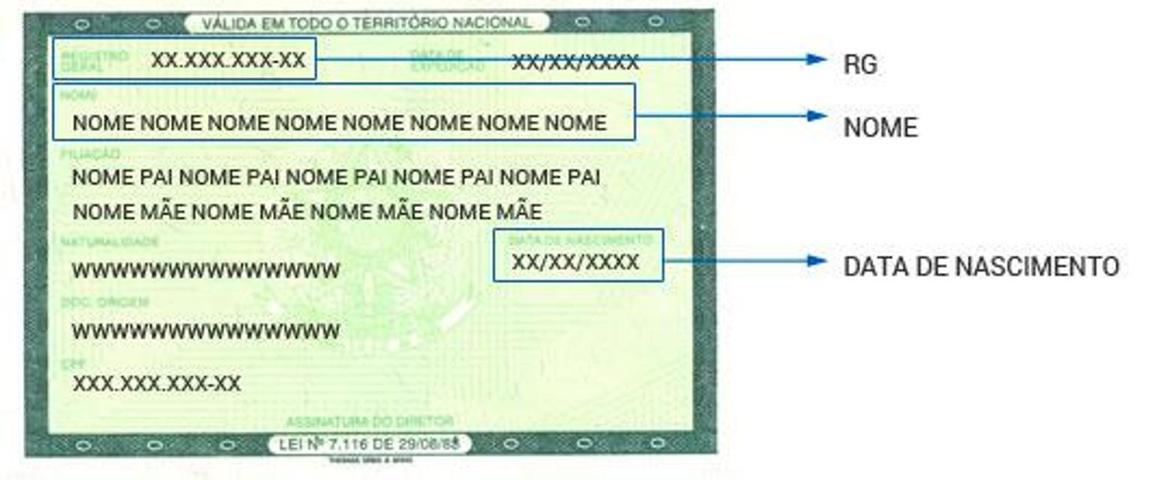 VÁLIDA EM TODO O TERRITÓRIO NACIONAL
REGISTRO GERAL XX.XXX.XXX-XX DATA DE EXPEDIÇÃO XX/XX/XXXX RG
NOME
NOME NOME NOME NOME NOME NOME NOME NOME NOME
FILIAÇÃO
NOME PAI NOME PAI NOME PAI NOME PAI NOME PAI
NOME MÃE NOME MÃE NOME MÃE NOME MÃE
NATURALIDADE DATA DE NASCIMENTO
WWWWWWWWWWWWWWW XX/XX/XXXX DATA DE NASCIMENTO
DOC. ORIGEM
WWWWWWWWWWWWWWW
CPF
XXX.XXX.XXX-XX
ASSINATURA DO DIRETOR
LEI Nº 7.116 DE 29/08/83